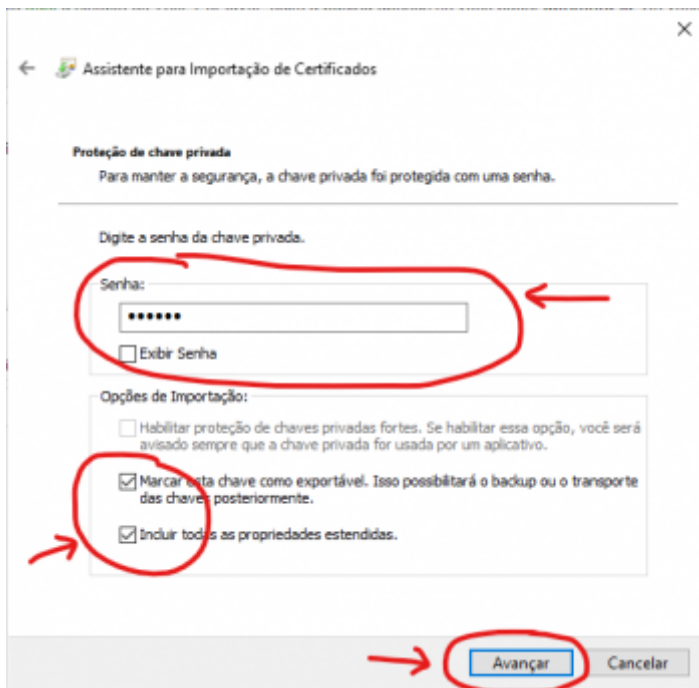 Assistente para Importação de Certificados
Proteção de chave privada
Para manter a segurança, a chave privada foi protegida com uma senha.
Digite a senha da chave privada.
Senha:
••••••
Exibir Senha
Opções de Importação:
Habilitar proteção de chaves privadas fortes. Se habilitar essa opção, você será
avisado sempre que a chave privada for usada por um aplicativo.
Marcar esta chave como exportável. Isso possibilitará o backup ou o transporte
das chaves posteriormente.
Incluir todas as propriedades estendidas.
Avançar
Cancelar